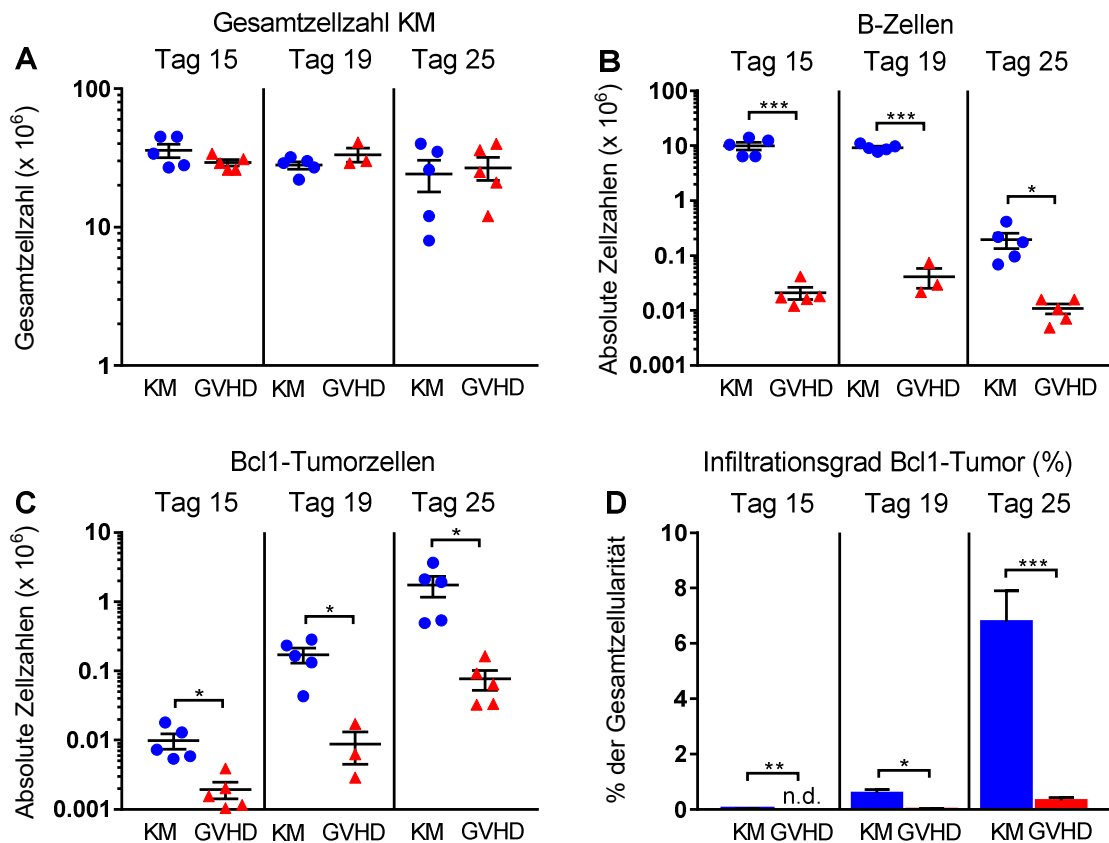 Gesamtzellzahl KM
A
Tag 15 Tag 19 Tag 25
Gesamtzellzahl (x 10⁶)
100
10
1
KM GVHD KM GVHD KM GVHD
B-Zellen
B
Tag 15 Tag 19 Tag 25
Absolute Zellzahlen (x 10⁶)
100
10
1
0.1
0.01
0.001
*** *** *
KM GVHD KM GVHD KM GVHD
Bcl1-Tumorzellen
C
Tag 15 Tag 19 Tag 25
Absolute Zellzahlen (x 10⁶)
10
1
0.1
0.01
0.001
* * *
KM GVHD KM GVHD KM GVHD
Infiltrationsgrad Bcl1-Tumor (%)
D
Tag 15 Tag 19 Tag 25
% der Gesamtzellularität
10
8
6
4
2
0
** * ***
n.d.
KM GVHD KM GVHD KM GVHD